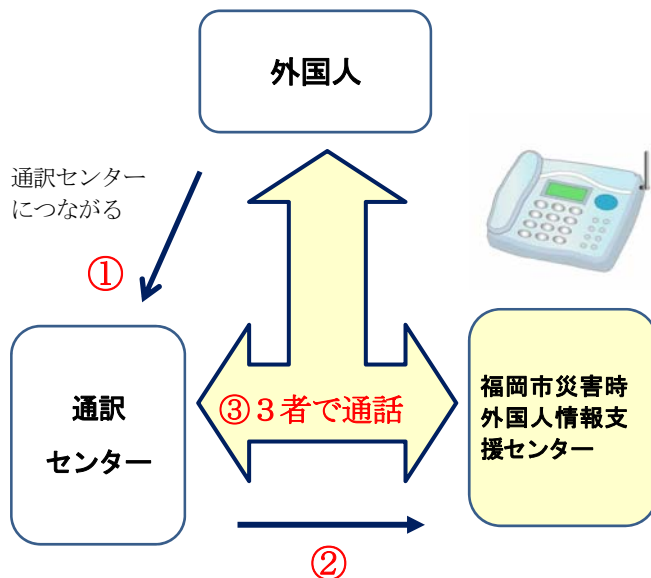 外国人
通訳センター
につながる
①
通訳
センター
③３者で通話
福岡市災害時
外国人情報支
援センター
②